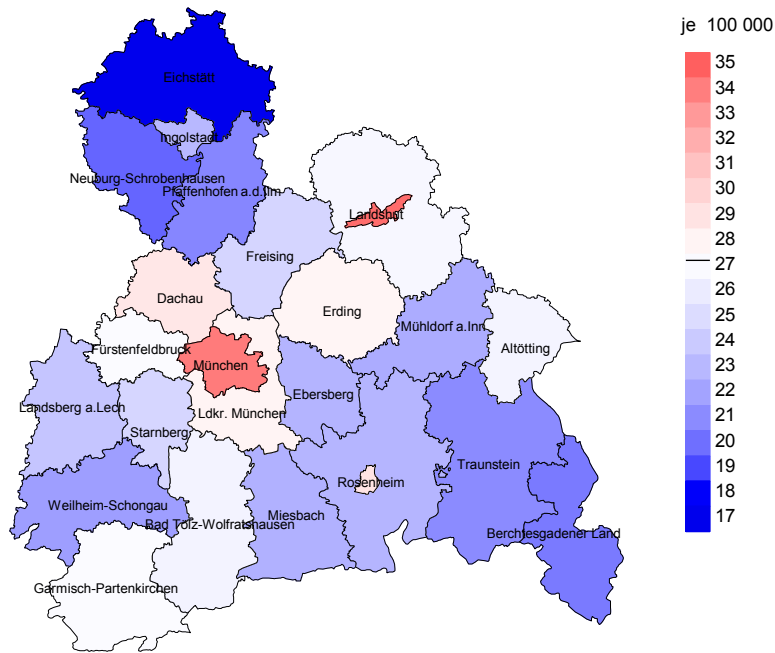 je 100 000
35
34
33
32
31
30
29
28
27
26
25
24
23
22
21
20
19
18
17
Eichstätt
Ingolstadt
Neuburg-Schrobenhausen
Pfaffenhofen a.d.Ilm
Landshut
Freising
Dachau
Erding
Mühldorf a.Inn
Altötting
Fürstenfeldbruck
München
Ebersberg
Landsberg a.Lech
Ldkr. München
Starnberg
Traunstein
Rosenheim
Weilheim-Schongau
Miesbach
Bad Tölz-Wolfratshausen
Berchtesgadener Land
Garmisch-Partenkirchen